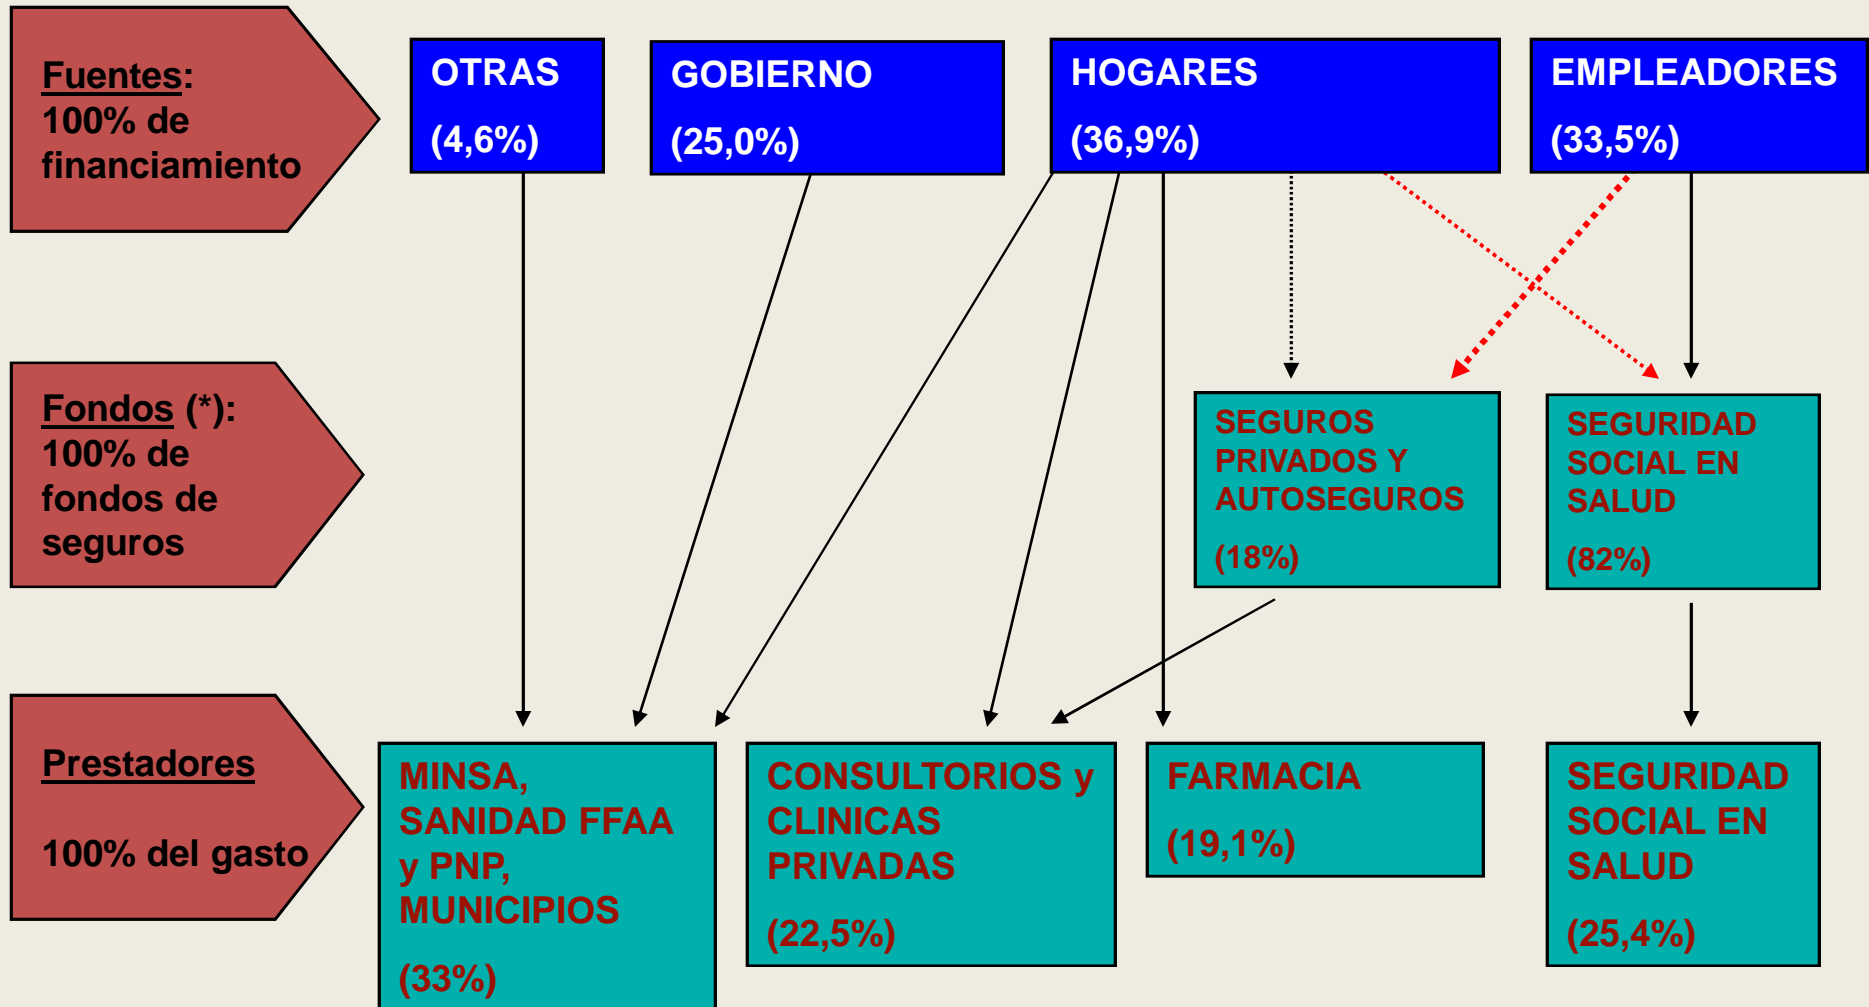 Fuentes:
100% de
financiamiento
OTRAS
(4,6%)
GOBIERNO
(25,0%)
HOGARES
(36,9%)
EMPLEADORES
(33,5%)
Fondos (*):
100% de
fondos de
seguros
SEGUROS
PRIVADOS Y
AUTOSEGUROS
(18%)
SEGURIDAD
SOCIAL EN
SALUD
(82%)
Prestadores
100% del gasto
MINSA,
SANIDAD FFAA
y PNP,
MUNICIPIOS
(33%)
CONSULTORIOS y
CLINICAS
PRIVADAS
(22,5%)
FARMACIA
(19,1%)
SEGURIDAD
SOCIAL EN
SALUD
(25,4%)